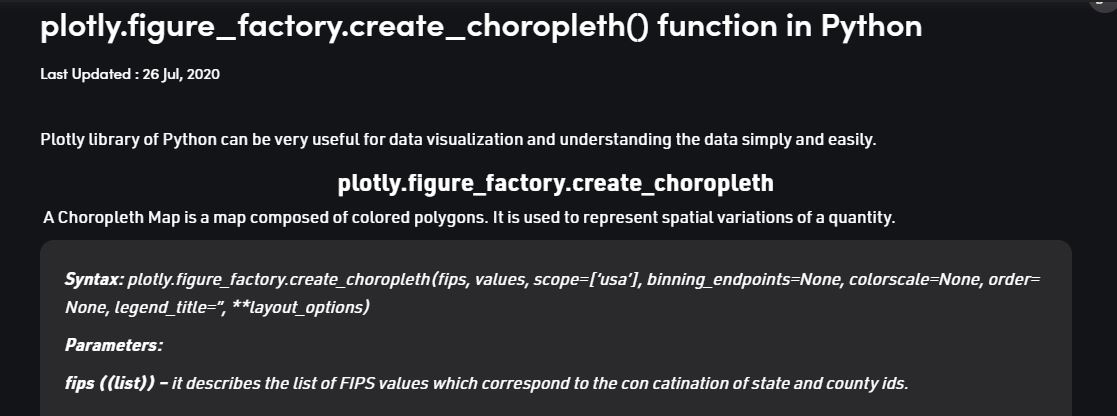 plotly.figure_factory.create_choropleth() function in Python
Last Updated : 26 Jul, 2020
Plotly library of Python can be very useful for data visualization and understanding the data simply and easily.
plotly.figure_factory.create_choropleth
A Choropleth Map is a map composed of colored polygons. It is used to represent spatial variations of a quantity.
Syntax: plotly.figure_factory.create_choropleth(fips, values, scope=[‘usa’], binning_endpoints=None, colorscale=None, order=
None, legend_title=”, **layout_options)
Parameters:
fips ((list)) – it describes the list of FIPS values which correspond to the con catination of state and county ids.